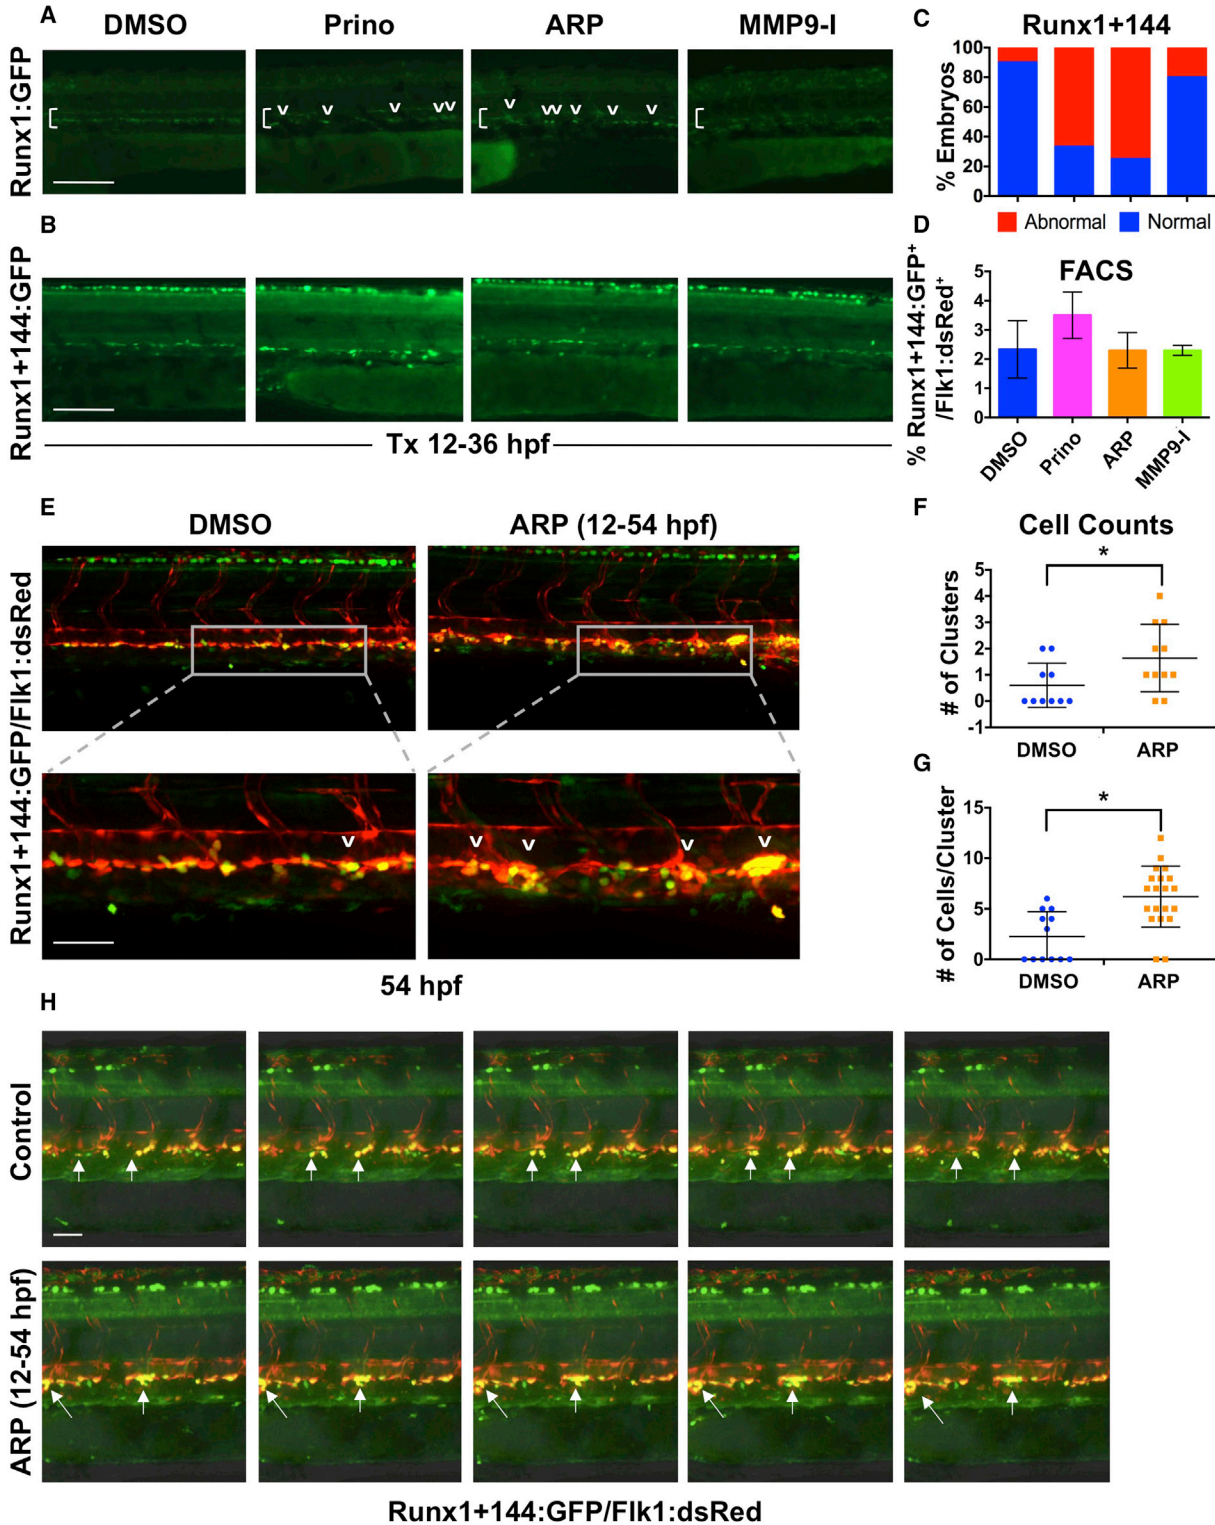 A
DMSO
Prino
ARP
MMP9-I
Runx1:GFP
B
Runx1+144:GFP
Tx 12-36 hpf
C
Runx1+144
% Embryos
100
80
60
40
20
0
Abnormal
Normal
D
FACS
% Runx1+144:GFP+
/Flk1:dsRed+
5
4
3
2
1
0
DMSO
Prino
ARP
MMP9-I
E
DMSO
ARP (12-54 hpf)
Runx1+144:GFP/Flk1:dsRed
54 hpf
F
Cell Counts
# of Clusters
5
4
3
2
1
0
-1
*
DMSO
ARP
G
# of Cells/Cluster
15
10
5
0
*
DMSO
ARP
H
Control
ARP (12-54 hpf)
Runx1+144:GFP/Flk1:dsRed